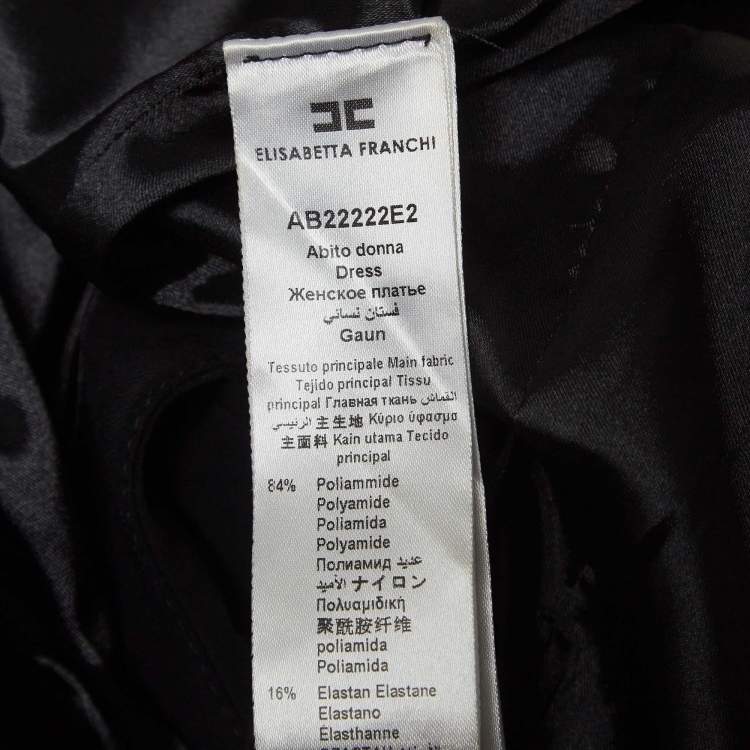 ELISABETTA FRANCHI
AB22222E2
Abito donna
Dress
Женское платье
فستان نسائي
Gaun
Tessuto principale Main fabric
Tejido principal Tissu
principal Главная ткань القماش
الرئيسي 主生地 Κύριο ύφασμα
主面料 Kain utama Tecido
principal
84% Poliammide
Polyamide
Poliamida
Polyamide
Полиамид عديد
الأميد ナイロン
Πολυαμιδική
聚酰胺纤维
poliamida
Poliamida
16% Elastan Elastane
Elastano
Élasthanne